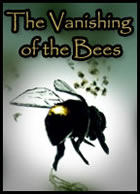 The Vanishing
of the Bees